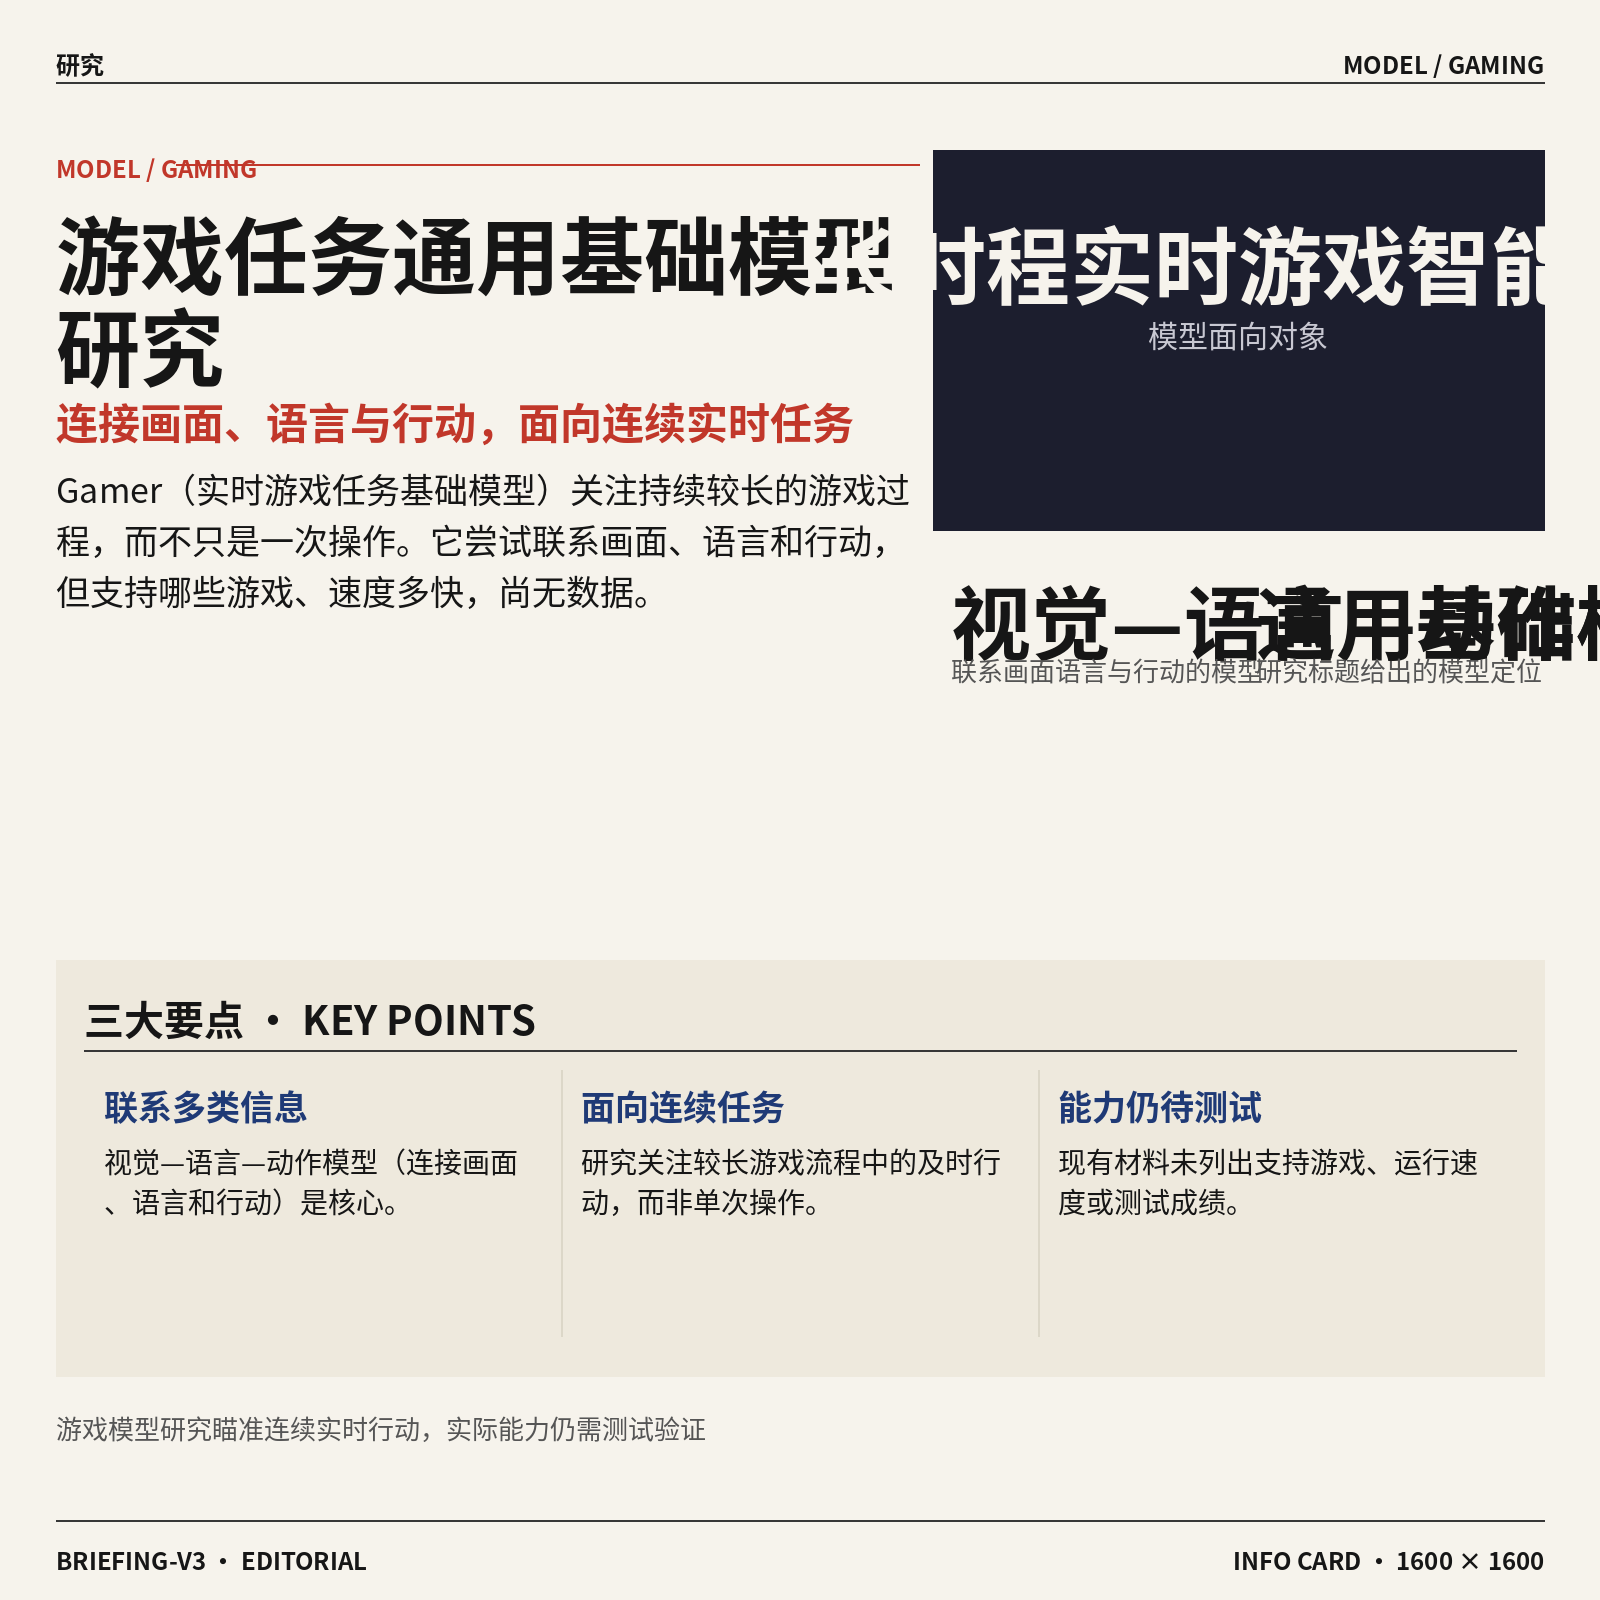 研究
MODEL / GAMING
MODEL / GAMING
游戏任务通用基础模型
研究
连接画面、语言与行动，面向连续实时任务
Gamer（实时游戏任务基础模型）关注持续较长的游戏过
程，而不只是一次操作。它尝试联系画面、语言和行动，
但支持哪些游戏、速度多快，尚无数据。
时程实时游戏智能
模型面向对象
视觉—语
通用基础
联系画面语言与行动的模型
研究标题给出的模型定位
三大要点 · KEY POINTS
联系多类信息
视觉—语言—动作模型（连接画面
、语言和行动）是核心。
面向连续任务
研究关注较长游戏流程中的及时行
动，而非单次操作。
能力仍待测试
现有材料未列出支持游戏、运行速
度或测试成绩。
游戏模型研究瞄准连续实时行动，实际能力仍需测试验证
BRIEFING-V3 · EDITORIAL
INFO CARD · 1600 × 1600